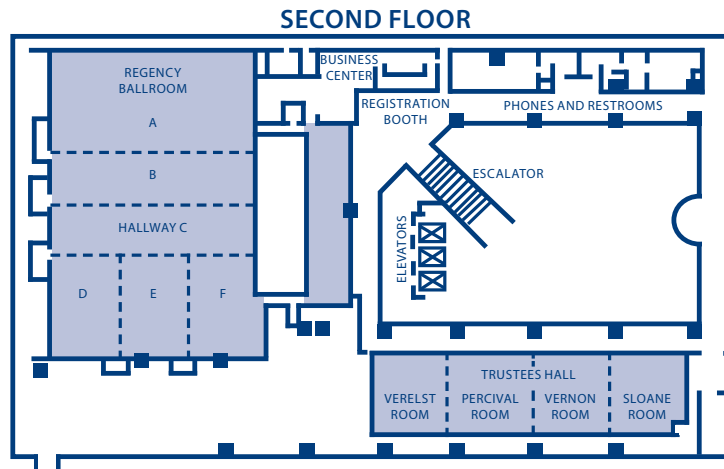 SECOND FLOOR
REGENCY
BALLROOM
A
B
HALLWAY C
D
E
F
BUSINESS
CENTER
REGISTRATION
BOOTH
PHONES AND RESTROOMS
ESCALATOR
ELEVATORS
TRUSTEES HALL
VERELST
ROOM
PERCIVAL
ROOM
VERNON
ROOM
SLOANE
ROOM